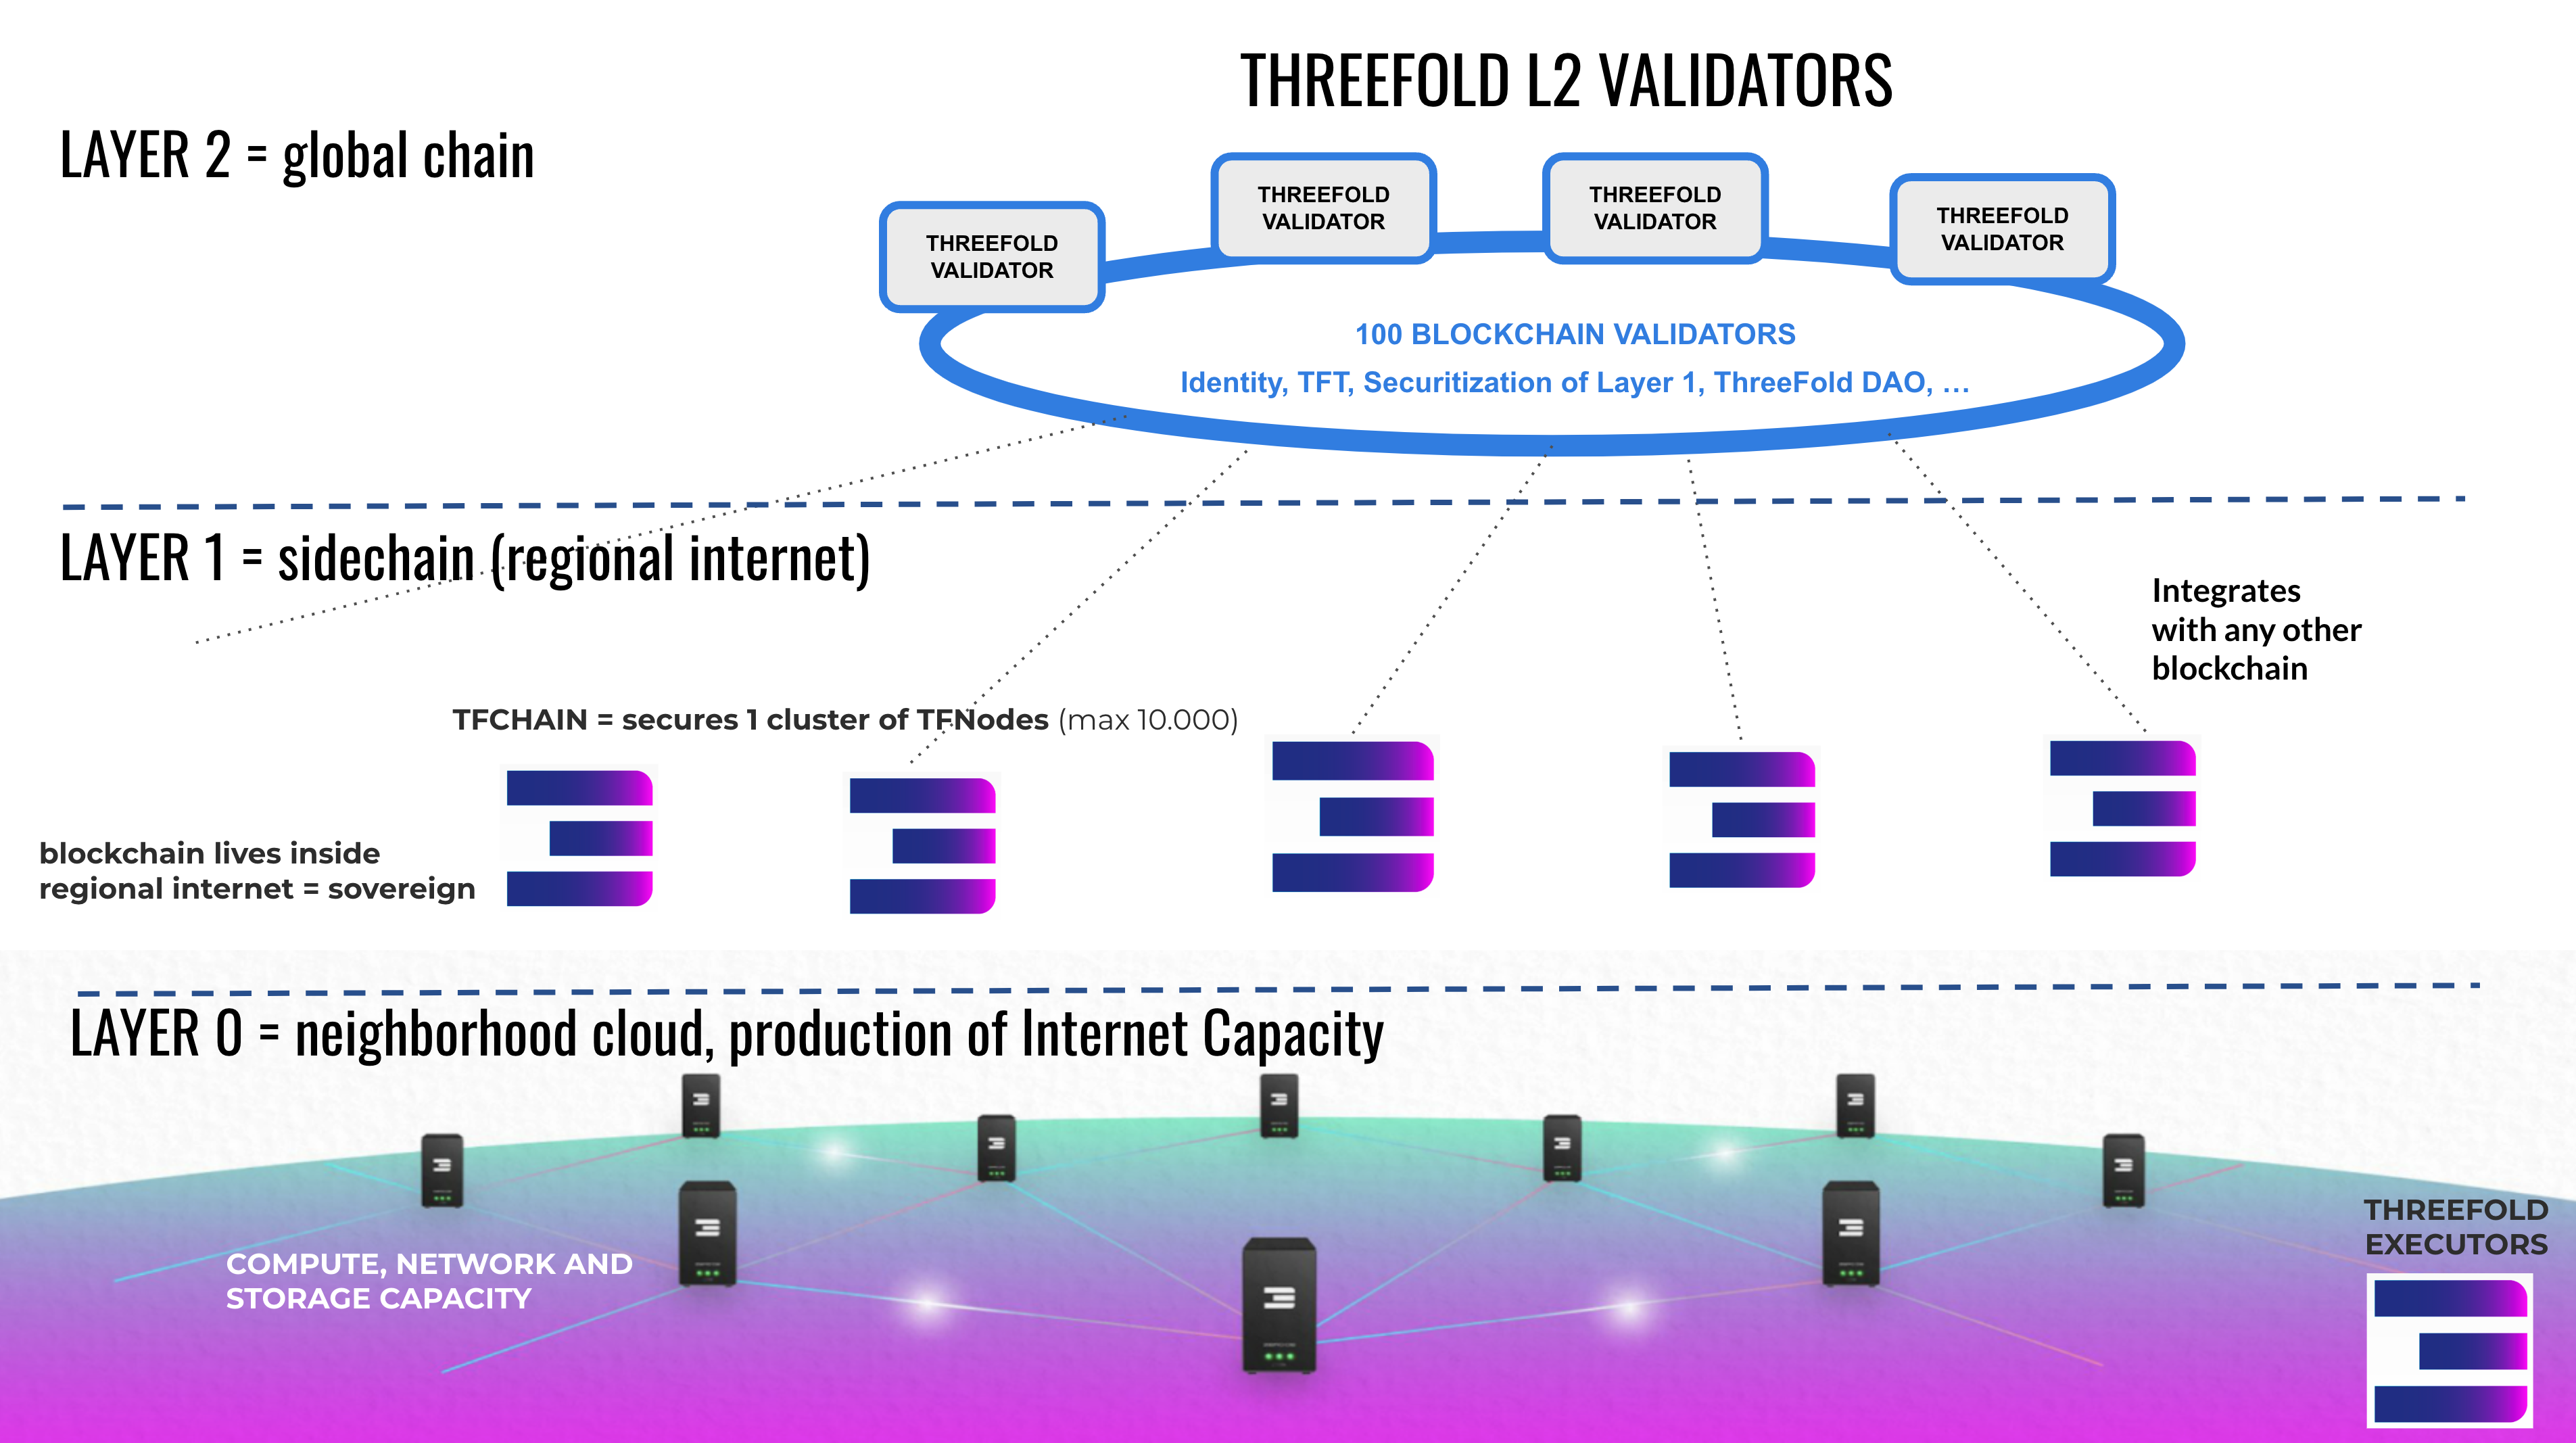 THREEFOLD L2 VALIDATORS
LAYER 2 = global chain
THREEFOLD
VALIDATOR
THREEFOLD
VALIDATOR
THREEFOLD
VALIDATOR
THREEFOLD
VALIDATOR
100 BLOCKCHAIN VALIDATORS
Identity, TFT, Securitization of Layer 1, ThreeFold DAO, ...
LAYER 1 = sidechain (regional internet)
Integrates
with any other
blockchain
TFCHAIN = secures 1 cluster of TFNodes (max 10.000)
blockchain lives inside
regional internet = sovereign
LAYER 0 = neighborhood cloud, production of Internet Capacity
COMPUTE, NETWORK AND
STORAGE CAPACITY
THREEFOLD
EXECUTORS